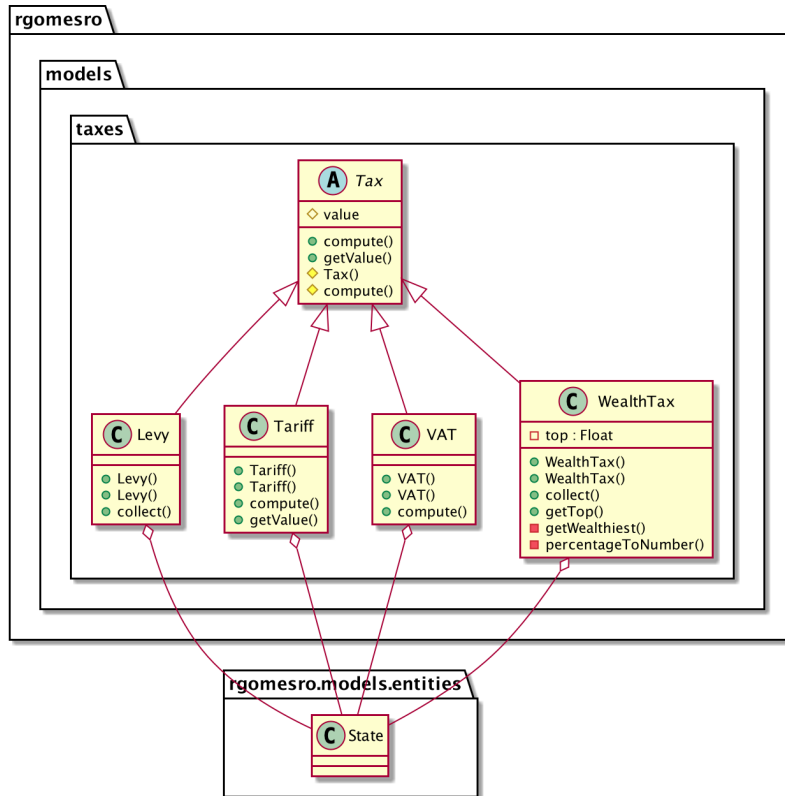 rgomesro
models
taxes
A Tax
value
compute()
getValue()
Tax()
compute()
C Levy
Levy()
Levy()
collect()
C Tariff
Tariff()
Tariff()
compute()
getValue()
C VAT
VAT()
VAT()
compute()
C WealthTax
top : Float
WealthTax()
WealthTax()
collect()
getTop()
getWealthiest()
percentageToNumber()
rgomesro.models.entities
C State